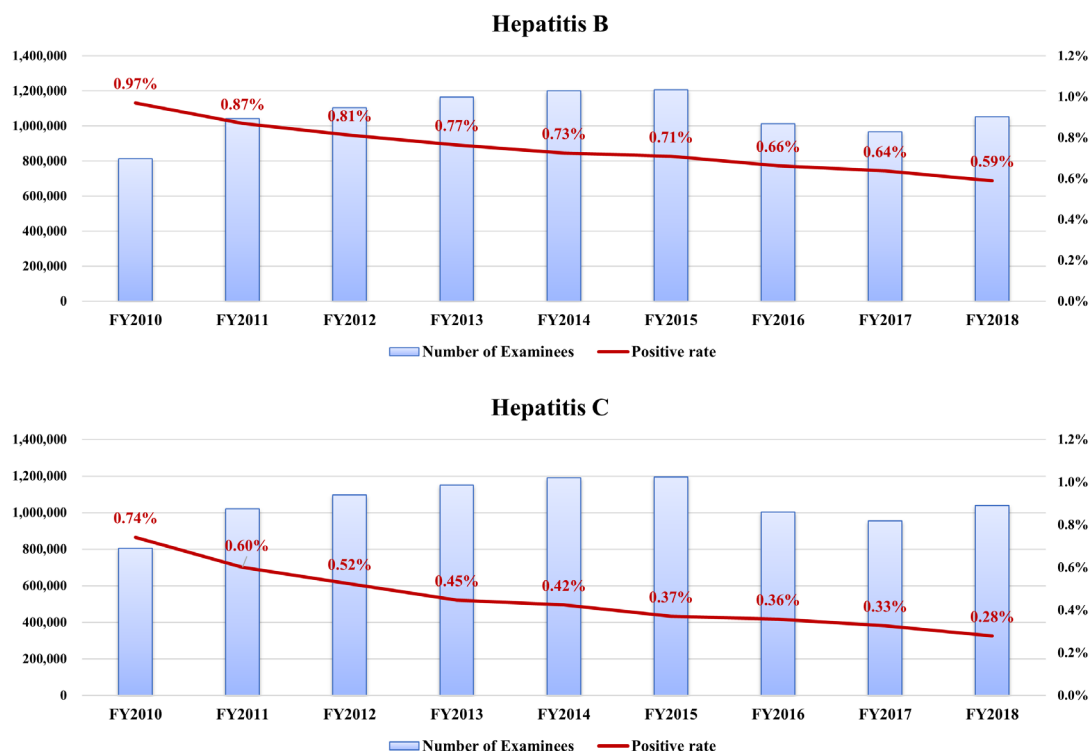 Hepatitis B
1,400,000 1.2%
1,200,000 1.0%
1,000,000 0.8%
800,000 0.6%
600,000 0.4%
400,000 0.2%
200,000 0.0%
0
0.97% 0.87% 0.81% 0.77% 0.73% 0.71% 0.66% 0.64% 0.59%
FY2010 FY2011 FY2012 FY2013 FY2014 FY2015 FY2016 FY2017 FY2018
Number of Examinees Positive rate
Hepatitis C
1,400,000 1.2%
1,200,000 1.0%
1,000,000 0.8%
800,000 0.6%
600,000 0.4%
400,000 0.2%
200,000 0.0%
0
0.74% 0.60% 0.52% 0.45% 0.42% 0.37% 0.36% 0.33% 0.28%
FY2010 FY2011 FY2012 FY2013 FY2014 FY2015 FY2016 FY2017 FY2018
Number of Examinees Positive rate